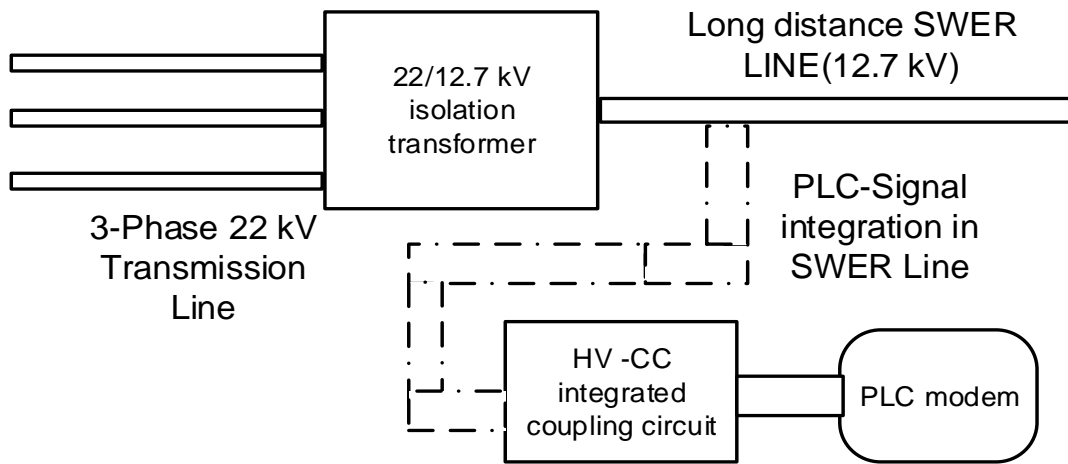 22/12.7 kV
isolation
transformer
Long distance SWER
LINE(12.7 kV)
3-Phase 22 kV
Transmission
Line
PLC-Signal
integration in
SWER Line
HV -CC
integrated
coupling circuit
PLC modem